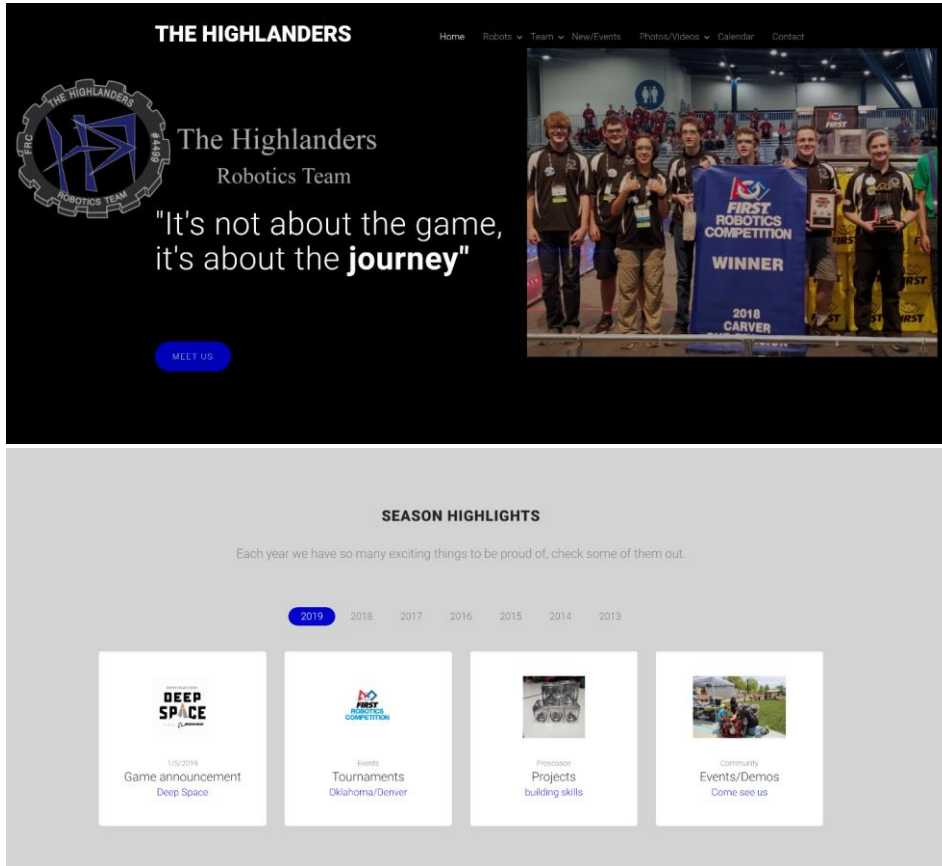 THE HIGHLANDERS
Home Robots Team New/Events Photos/Videos Calendar Contact
THE HIGHLANDERS
FRC
#4499
ROBOTICS TEAM
The Highlanders
Robotics Team
"It's not about the game,
it's about the journey"
MEET US
FIRST
FIRST
ROBOTICS
COMPETITION
WINNER
2018
CARVER
FIRST
FIRST
SEASON HIGHLIGHTS
Each year we have so many exciting things to be proud of, check some of them out.
2019 2018 2017 2016 2015 2014 2013
DEEP
SPACE
FIRST
ROBOTICS
COMPETITION
1/5/2019
Game announcement
Deep Space
Events
Tournaments
Oklahoma/Denver
Preseason
Projects
building skills
Community
Events/Demos
Come see us